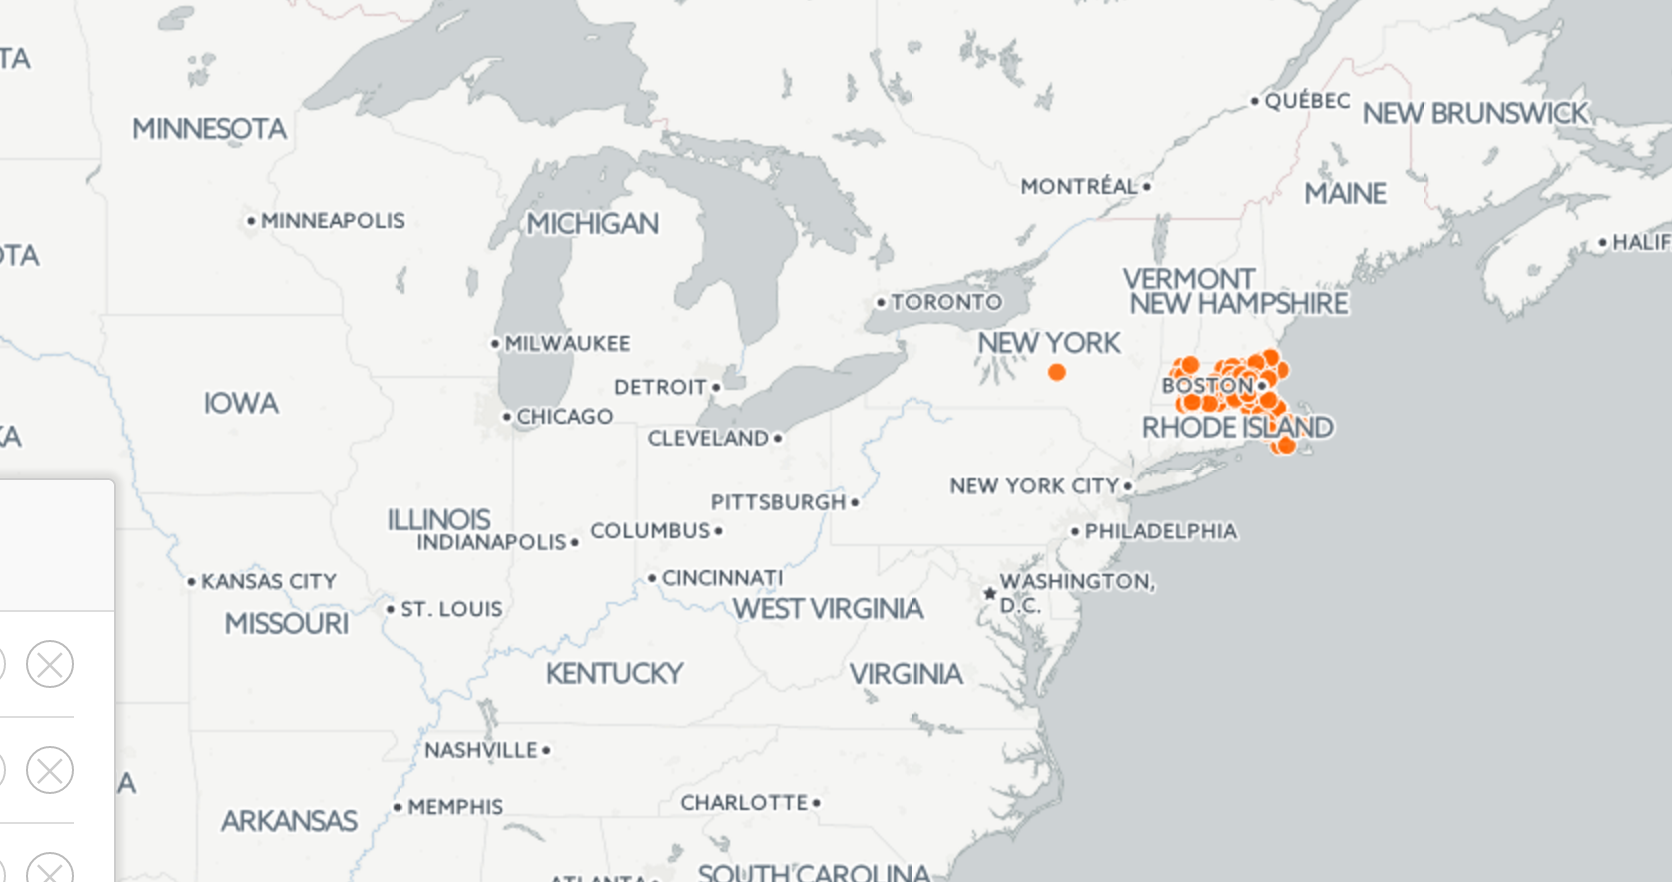 TA
QUÉBEC
NEW BRUNSWICK
MINNESOTA
MONTRÉAL
MAINE
MINNEAPOLIS
MICHIGAN
HALIF
OTA
VERMONT
NEW HAMPSHIRE
TORONTO
NEW YORK
MILWAUKEE
DETROIT
BOSTON
IOWA
CHICAGO
RHODE ISLAND
KA
CLEVELAND
NEW YORK CITY
PITTSBURGH
ILLINOIS
COLUMBUS
PHILADELPHIA
INDIANAPOLIS
KANSAS CITY
CINCINNATI
WASHINGTON,
D.C.
ST. LOUIS
WEST VIRGINIA
MISSOURI
KENTUCKY
VIRGINIA
NASHVILLE
A
MEMPHIS
CHARLOTTE
ARKANSAS
SOUTH CAROLINA
ATLANTA